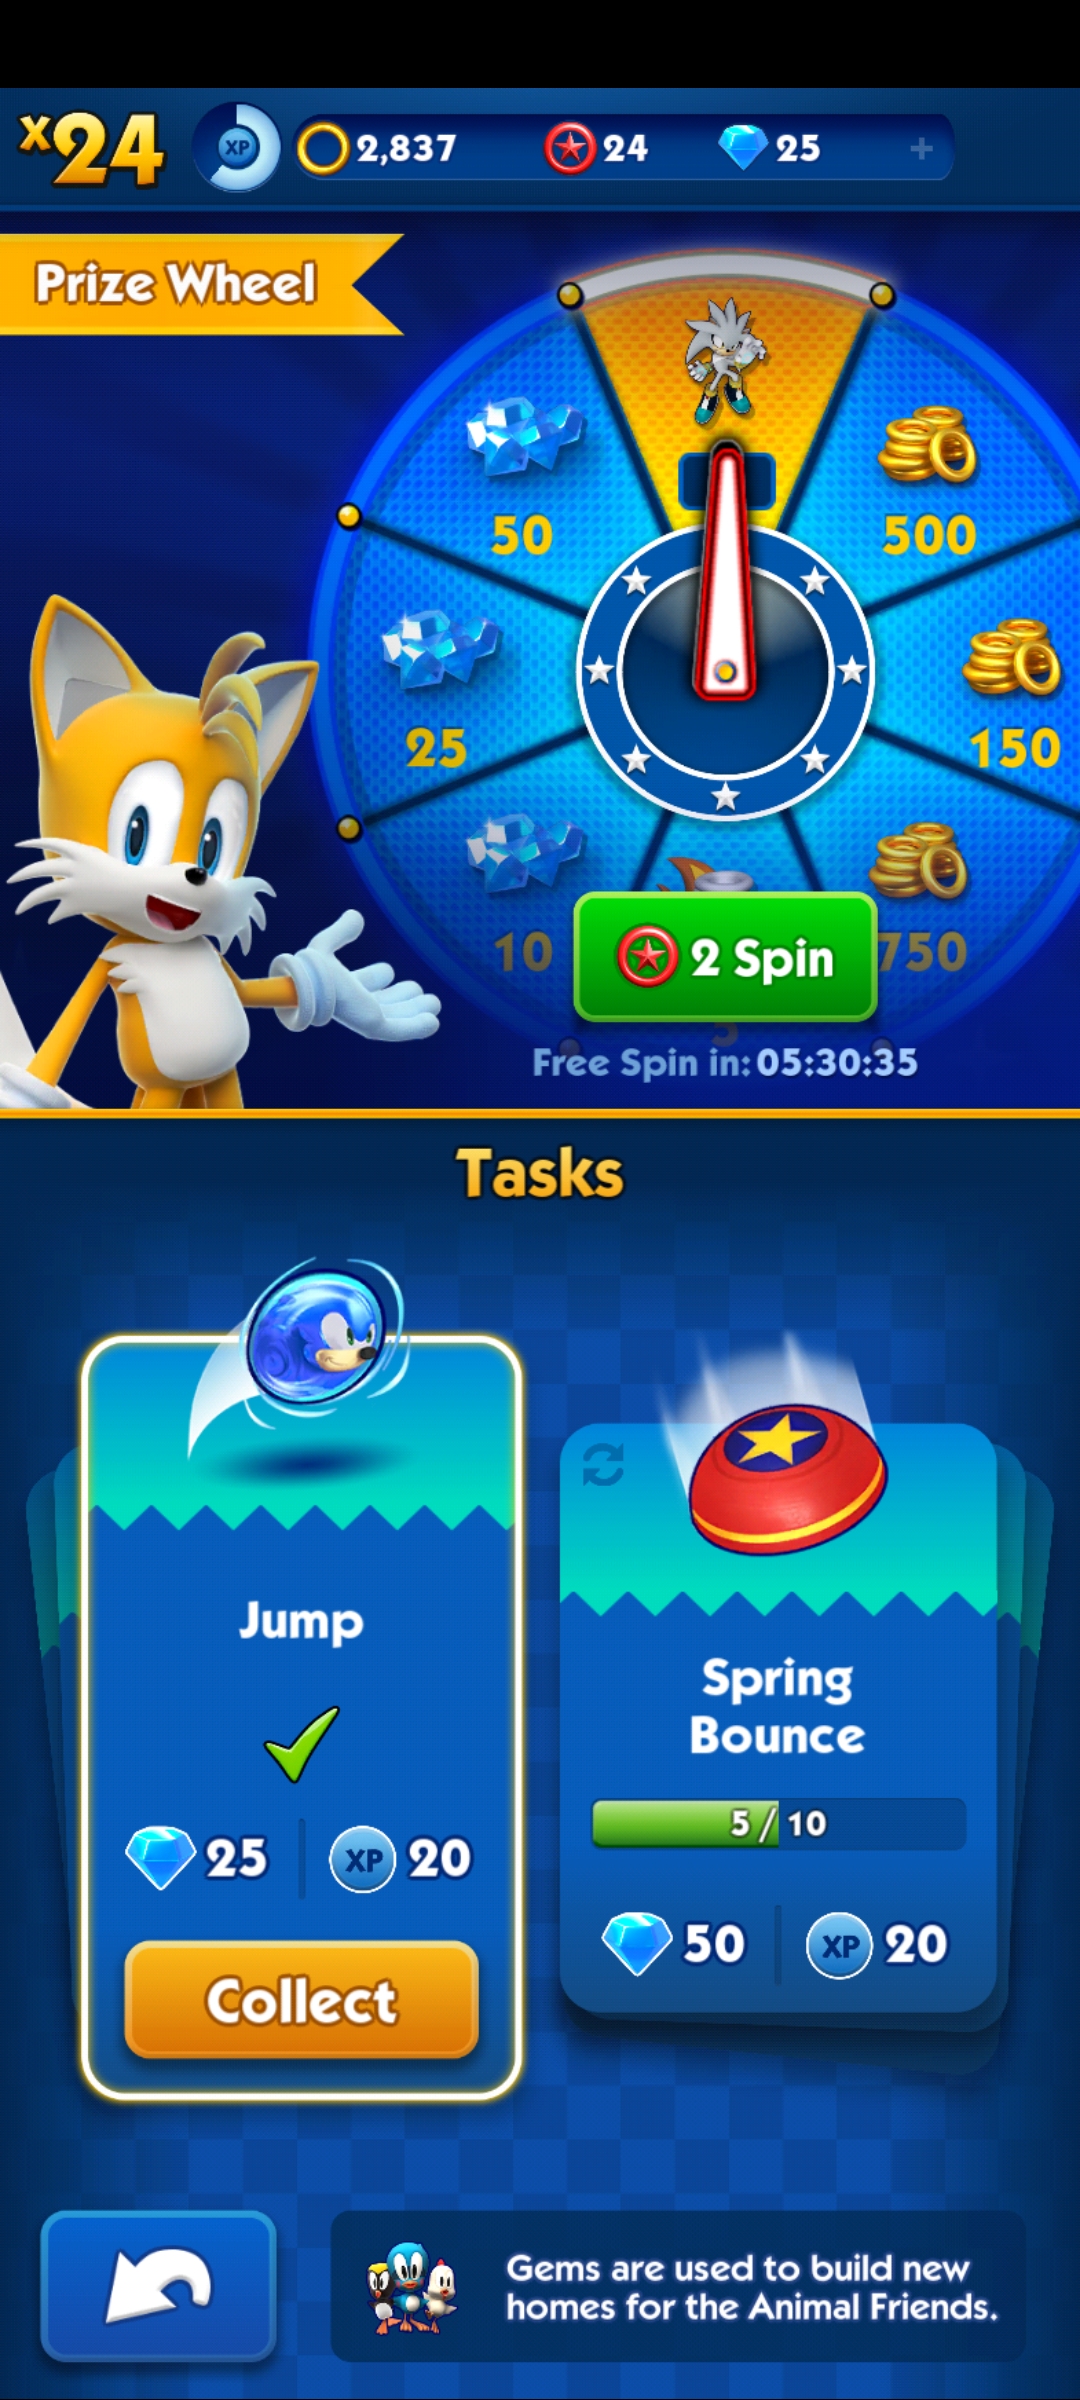 x24 XP 2,837 24 25 +
Prize Wheel
50
500
25
150
10
750
2 Spin
5
Free Spin in: 05:30:35
Tasks
Jump
25 XP 20
Collect
Spring
Bounce
5 / 10
50 XP 20
Gems are used to build new
homes for the Animal Friends.